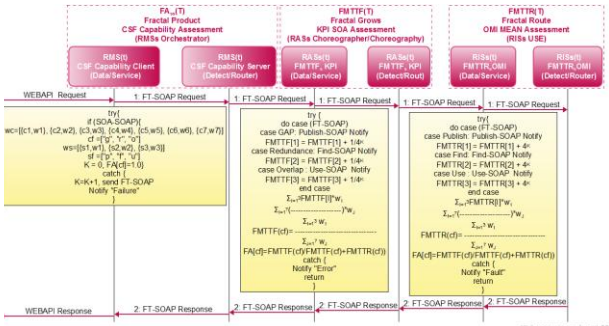 FA(T)
Fractal Product
CSF Capability Assessment
(RMSs Orchestrator)
FMTTF(T)
Fractal Grows
KPI SOA Assessment
(RASs Choreographer/Choreography)
FMTTR(T)
Fractal Route
OMI MEAN Assessment
(RISs USE)
RMS(t)
CSF Capability Client
(Data/Service)
RMSs(t)
CSF Capability Server
(Detect/Router)
RASs(t)
FMTTF, KPI
(Data/Service)
RASs(t)
FMTTF, KPI
(Detect/Rout)
RISs(t)
FMTTR,OMI
(Data/Service)
RISs(t)
FMTTR,OMI
(Detect/Router)
WEBAPI Request
1: FT-SOAP Request
1: FT-SOAP Request
1: FT-SOAP Request
1: FT-SOAP Request
1: FT-SOAP Request
try{
if (SOA-SOAP){
wc=[{c1,w1}, {c2,w2}, {c3,w3}, {c4,w4}, {c5,w5}, {c6,w6}, {c7,w7}]
cf =["g", "r", "o"]
ws=[{s1,w1}, {s2,w2}, {s3,w3}]
sf =["p", "f", "u"]
K = 0, FA[cf]=1.0}
catch {
K=K+1, send FT-SOAP
Notify "Failure"
}
try {
do case (FT-SOAP)
case GAP: Publish-SOAP Notify
FMTTF[1] = FMTTF[1] + 1/4ⁿ
case Redundance: Find-SOAP Notify
FMTTF[2] = FMTTF[2] + 1/4ⁿ
case Overlap : Use-SOAP Notify
FMTTF[3] = FMTTF[3] + 1/4ⁿ
end case
FMTTF[I]*w
FMTTF(cf)= 
FA[cf]=FMTTF(cf)/FMTTF(cf)+FMTTR(cf))
catch {
Notify "Error"
return
}
try{
do case (FT-SOAP)
case Publish: Publish-SOAP Notify
FMTTR[1] = FMTTR[1] + 4ⁿ
case Find: Find-SOAP Notify
FMTTR[2] = FMTTR[2] + 4ⁿ
case Use : Use-SOAP Notify
FMTTR[3] = FMTTR[3] + 4ⁿ
end case
FMTTR[I]*w
FMTTR(cf)= 
FA[cf]=FMTTF(cf)/FMTTF(cf)+FMTTR(cf))
catch {
Notify "Fault"
return
}
WEBAPI Response
2: FT-SOAP Response
2: FT-SOAP Response
2: FT-SOAP Response
2: FT-SOAP Response
2: FT-SOAP Response